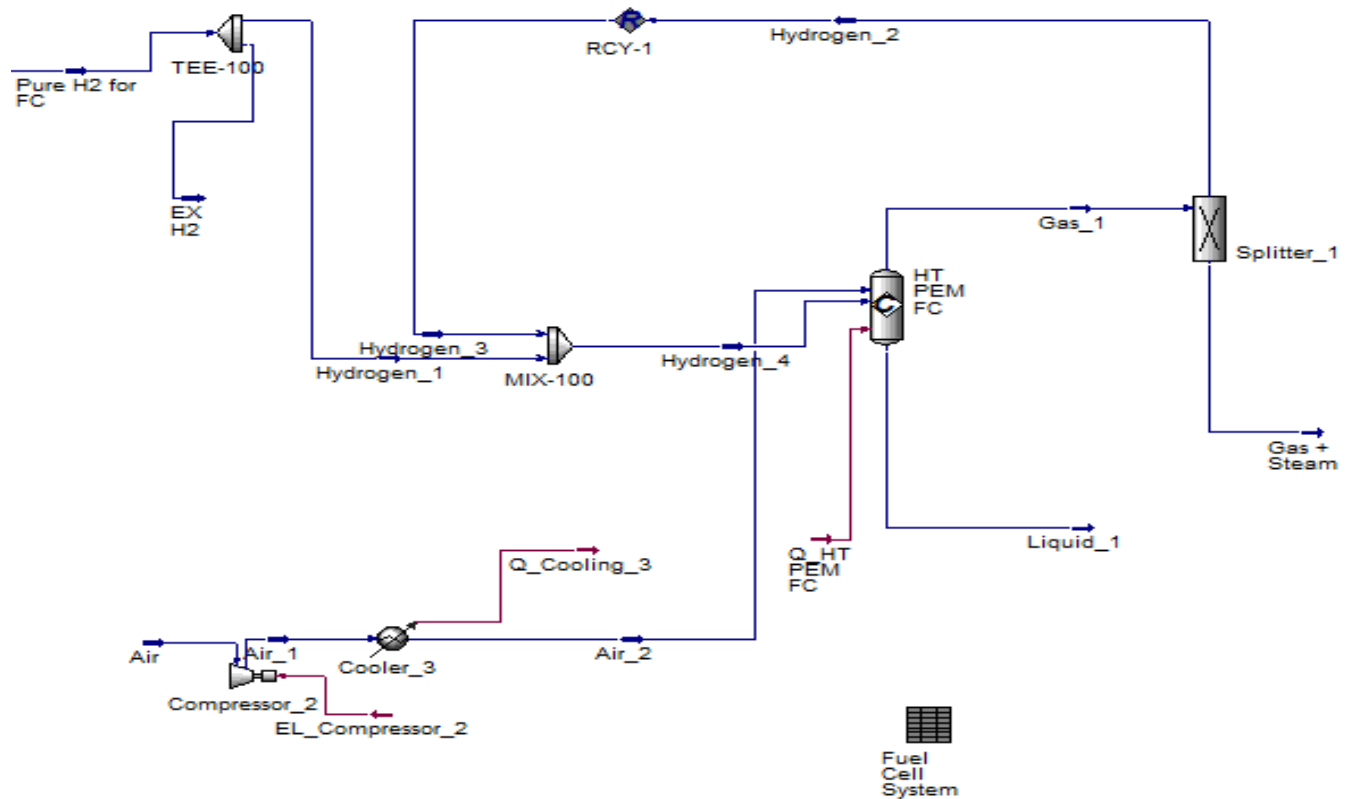 R
RCY-1
Hydrogen_2
TEE-100
Pure H2 for
FC
EX
H2
Gas_1
Splitter_1
HT
PEM
FC
C
Hydrogen_3
Hydrogen_1
MIX-100
Hydrogen_4
Gas +
Steam
Liquid_1
Q_HT
PEM
FC
Q_Cooling_3
Air
Air_1
Cooler_3
Air_2
Compressor_2
EL_Compressor_2
Fuel
Cell
System